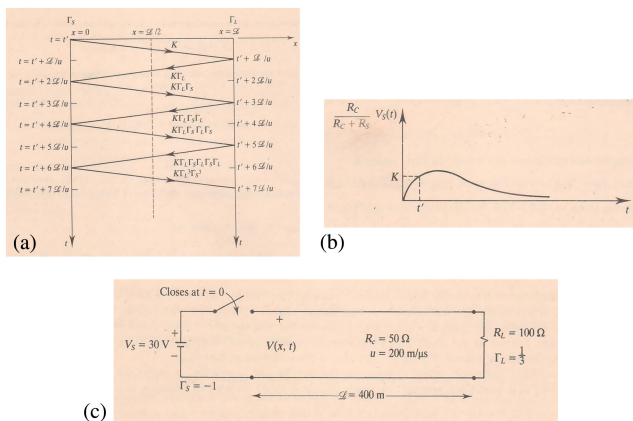 Γ_S Γ_L
x = 0 x = ℒ/2 x = ℒ
t = t′ K x
t = t′ + ℒ/u t′ + ℒ/u
KΓ_L
t = t′ + 2ℒ/u KΓ_LΓ_S t′ + 2ℒ/u
t = t′ + 3ℒ/u t′ + 3ℒ/u
KΓ_LΓ_SΓ_L
t = t′ + 4ℒ/u KΓ_LΓ_SΓ_LΓ_S t′ + 4ℒ/u
t = t′ + 5ℒ/u t′ + 5ℒ/u
KΓ_LΓ_SΓ_LΓ_SΓ_L
t = t′ + 6ℒ/u t′ + 6ℒ/u
KΓ_L³Γ_S³
t = t′ + 7ℒ/u t′ + 7ℒ/u
(a) t t
R_C / (R_C + R_S) V_S(t)
K
t′ t
(b)
Closes at t = 0
+ +
V_S = 30 V V(x, t) R_c = 50 Ω R_L = 100 Ω
− u = 200 m/μs Γ_L = 1/3
Γ_S = −1
(c) ℒ = 400 m